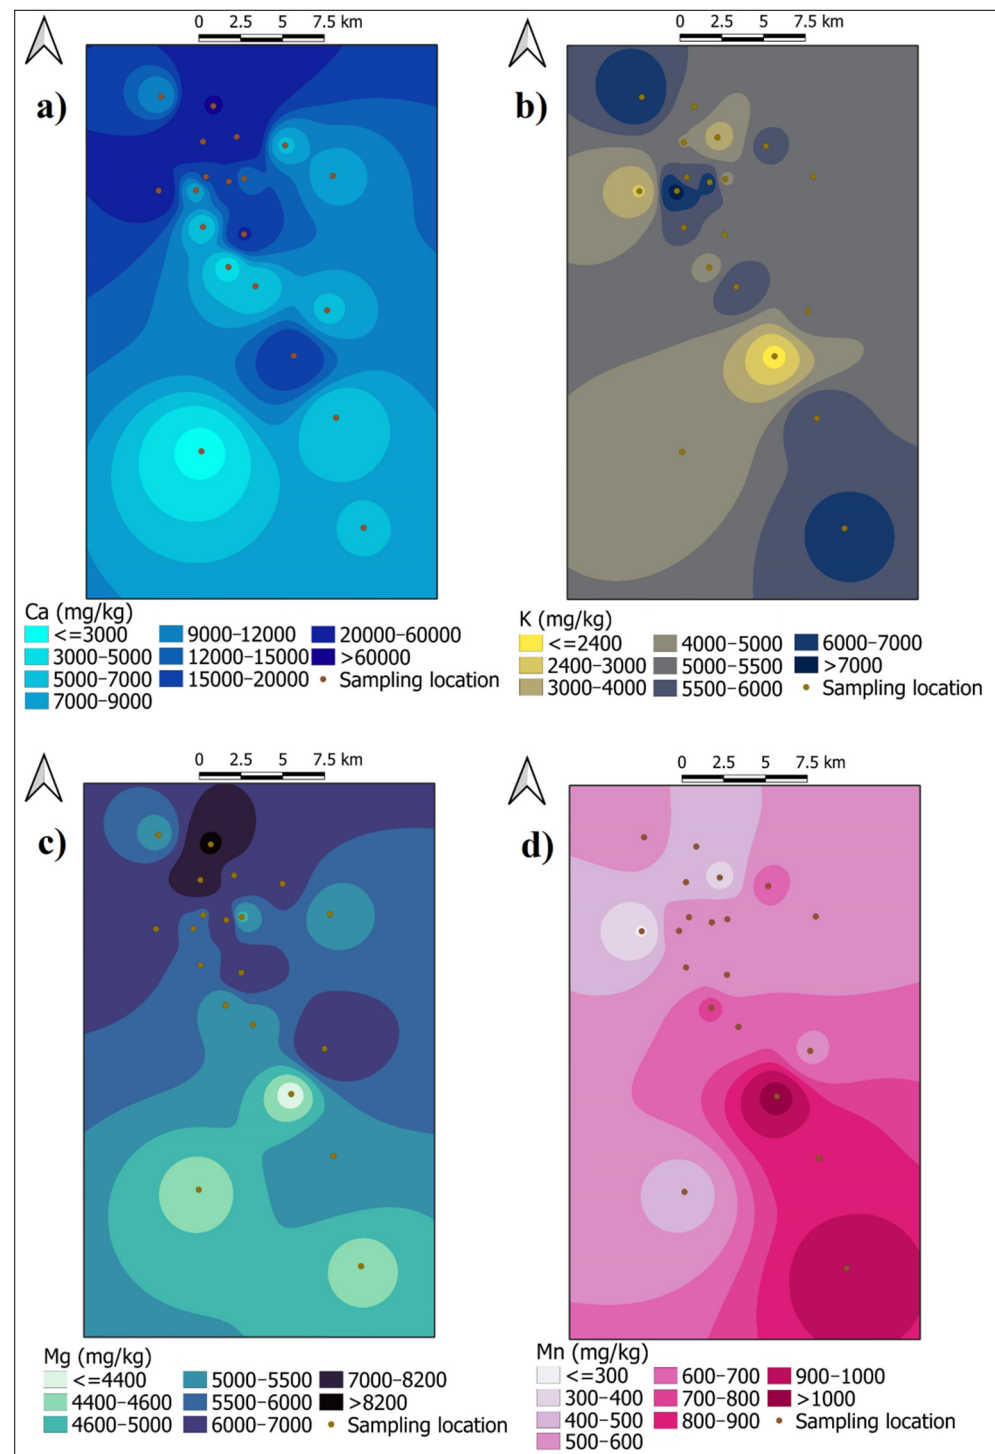 0 2.5 5 7.5 km
a)
Ca (mg/kg)
<=3000
3000–5000
5000–7000
7000–9000
9000–12000
12000–15000
15000–20000
20000–60000
>60000
Sampling location
0 2.5 5 7.5 km
b)
K (mg/kg)
<=2400
2400–3000
3000–4000
4000–5000
5000–5500
5500–6000
6000–7000
>7000
Sampling location
0 2.5 5 7.5 km
c)
Mg (mg/kg)
<=4400
4400–4600
4600–5000
5000–5500
5500–6000
6000–7000
7000–8200
>8200
Sampling location
0 2.5 5 7.5 km
d)
Mn (mg/kg)
<=300
300–400
400–500
500–600
600–700
700–800
800–900
900–1000
>1000
Sampling location